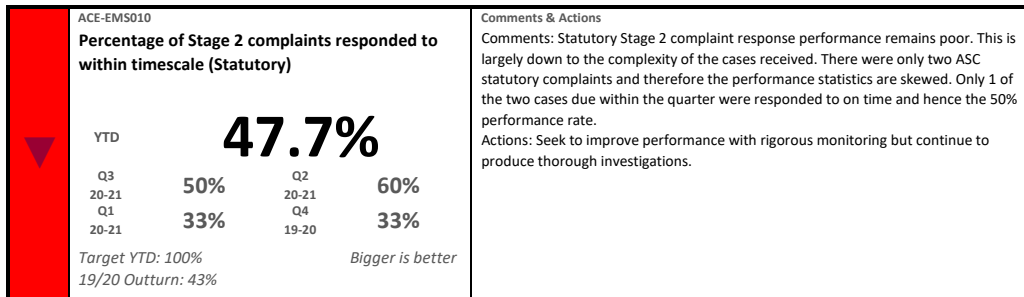 ACE-EMS010
Percentage of Stage 2 complaints responded to
within timescale (Statutory)
YTD 47.7%
Q3 20-21 50% Q2 20-21 60%
Q1 20-21 33% Q4 19-20 33%
Target YTD: 100% Bigger is better
19/20 Outturn: 43%
Comments & Actions
Comments: Statutory Stage 2 complaint response performance remains poor. This is
largely down to the complexity of the cases received. There were only two ASC
statutory complaints and therefore the performance statistics are skewed. Only 1 of
the two cases due within the quarter were responded to on time and hence the 50%
performance rate.
Actions: Seek to improve performance with rigorous monitoring but continue to
produce thorough investigations.